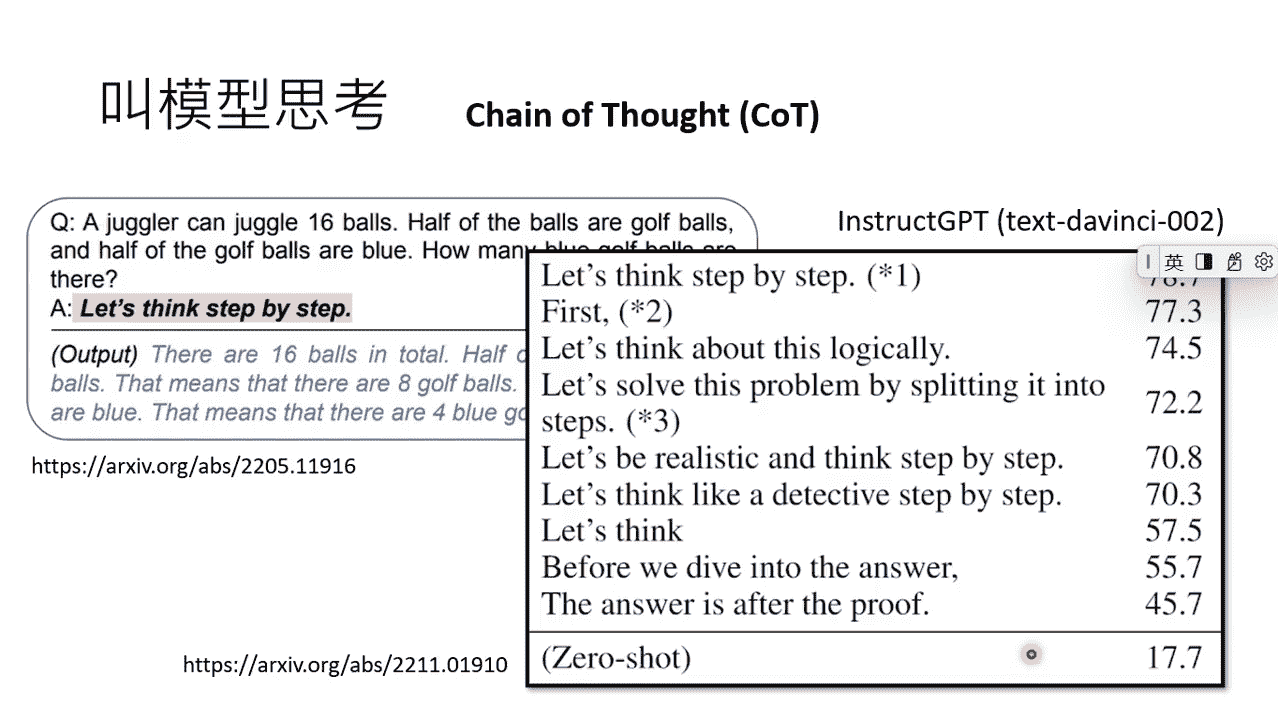 叫模型思考 Chain of Thought (CoT)
Q: A juggler can juggle 16 balls. Half of the balls are golf balls,
and half of the golf balls are blue. How many blue golf balls are
there?
A: Let’s think step by step.
(Output) There are 16 balls in total. Half
balls. That means that there are 8 golf balls.
are blue. That means that there are 4 blue
https://arxiv.org/abs/2205.11916
InstructGPT (text-davinci-002)
英
Let’s think step by step. (*1) 78.7
First, (*2) 77.3
Let’s think about this logically. 74.5
Let’s solve this problem by splitting it into
steps. (*3) 72.2
Let’s be realistic and think step by step. 70.8
Let’s think like a detective step by step. 70.3
Let’s think 57.5
Before we dive into the answer, 55.7
The answer is after the proof. 45.7
(Zero-shot) 17.7
https://arxiv.org/abs/2211.01910